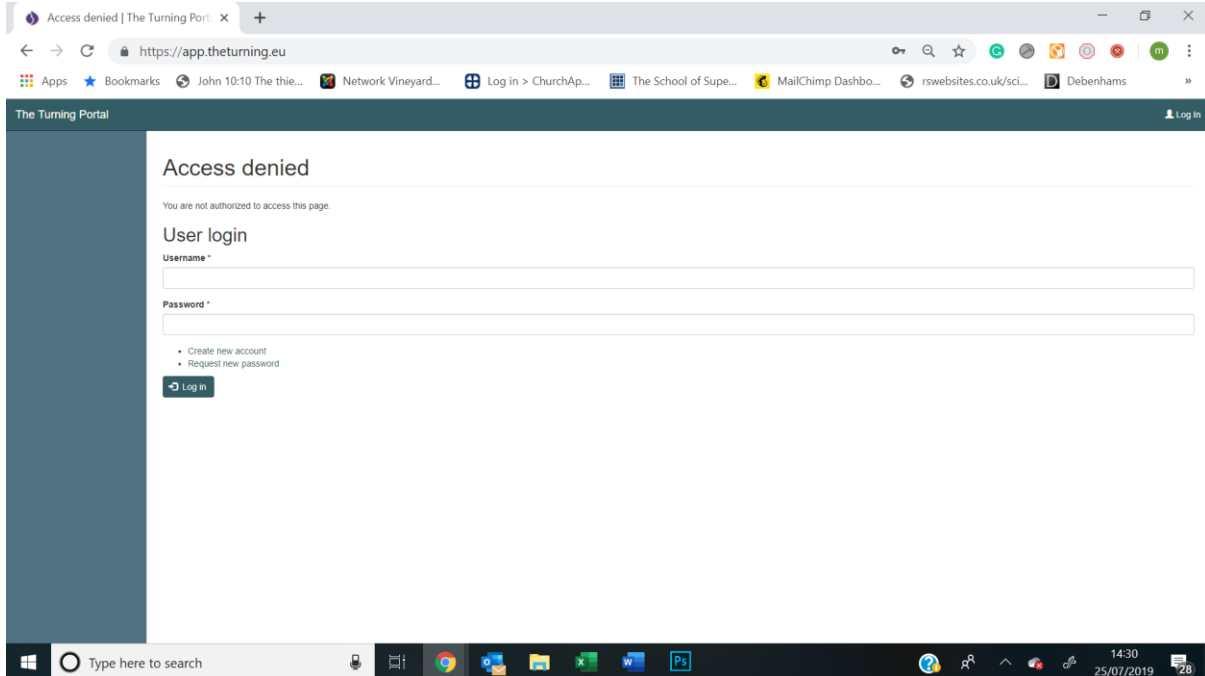 Access denied | The Turning Port
https://app.theturning.eu
m
Apps Bookmarks John 10:10 The thie... Network Vineyard... Log in > ChurchAp... The School of Supe... MailChimp Dashbo... rswebsites.co.uk/sci... D Debenhams »
The Turning Portal Log In
Access denied
You are not authorized to access this page.
User login
Username *
Password *
Create new account
Request new password
Log in
Type here to search
Ps
14:30
25/07/2019
28